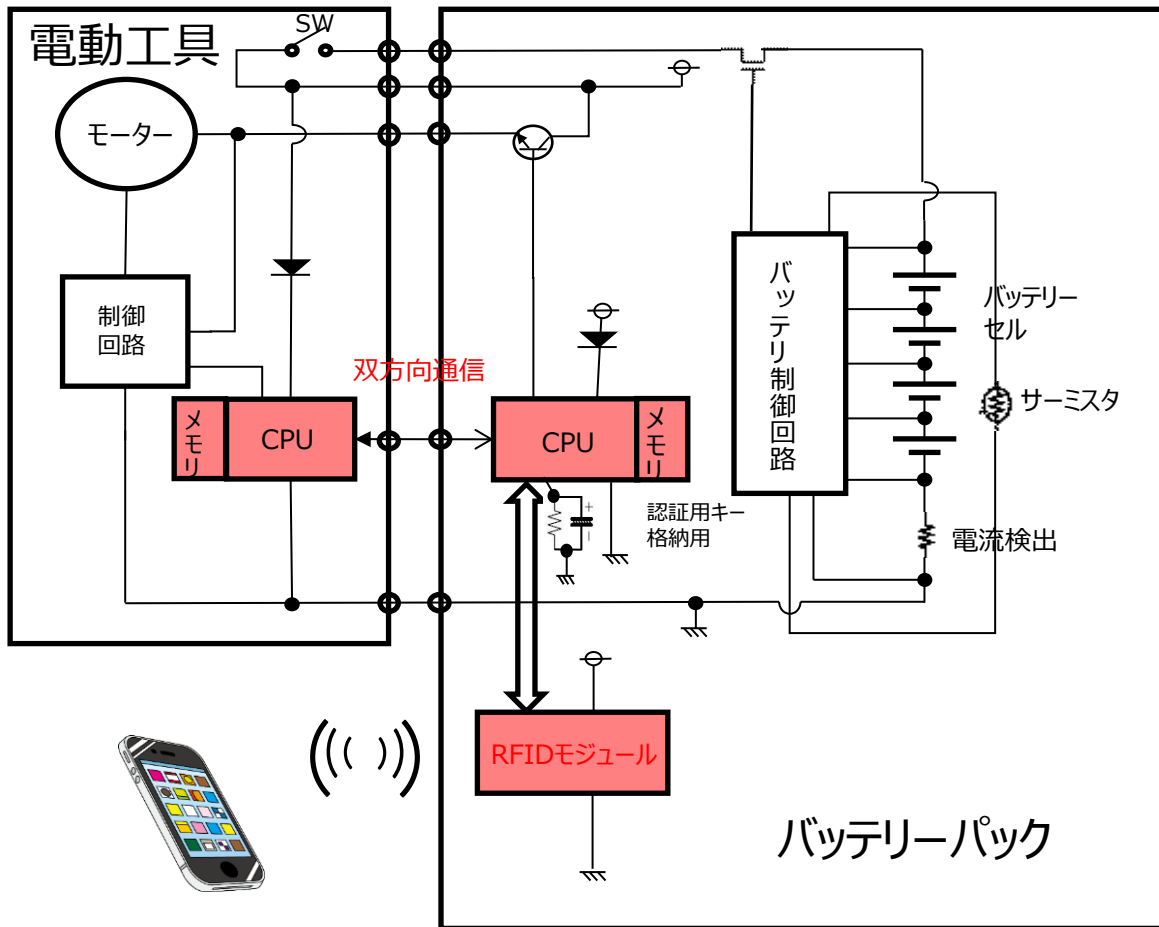 電動工具
SW
モーター
制御
回路
双方向通信
メモリ
CPU
CPU
メモリ
認証用キー
格納用
バッテリ制御回路
バッテリー
セル
サーミスタ
電流検出
+
−
RFIDモジュール
バッテリーパック